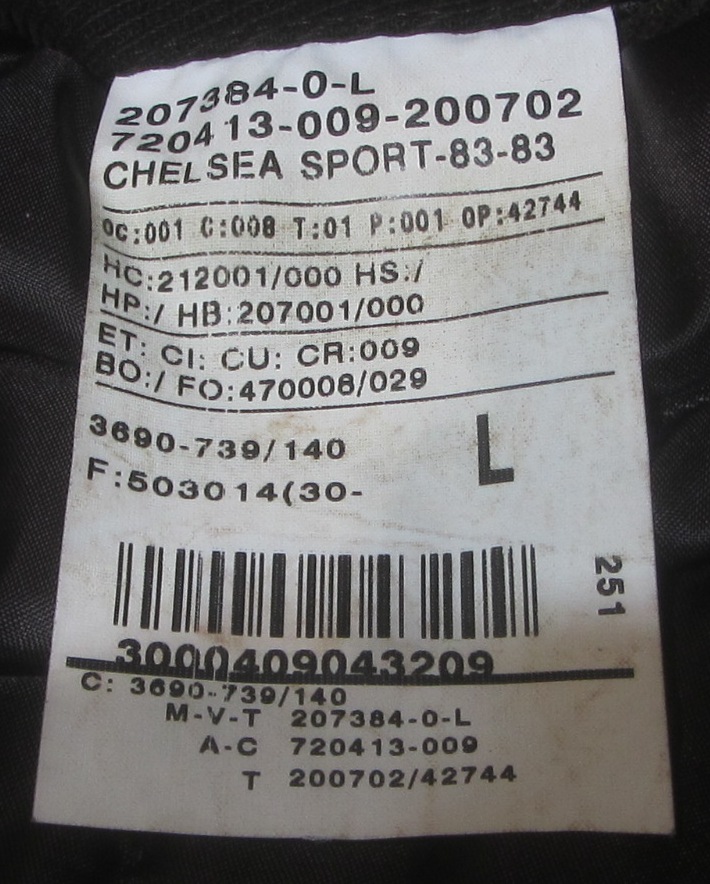 207384-0-L
720413-009-200702
CHELSEA SPORT-83-83
OC:001 C:008 T:01 P:001 OP:42744
HC:212001/000 HS:/
HP:/ HB:207001/000
ET: CI: CU: CR:009
BO:/ FO:470008/029
3690-739/140
L
F:503014(30-
251
3000409043209
C: 3690-739/140
M-V-T 207384-0-L
A-C 720413-009
T 200702/42744